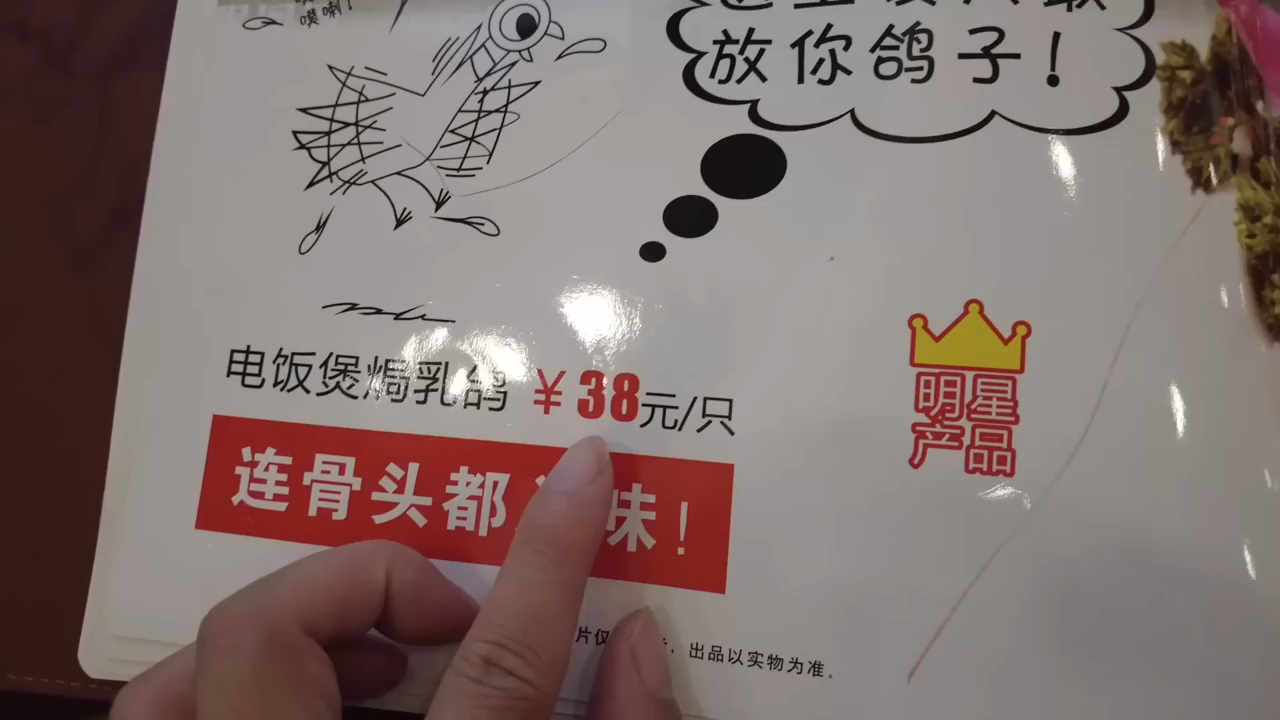 噗喇！
放你鸽子！
电饭煲焗乳鸽 ￥38元/只
连骨头都 味！
明星
产品
片仅 ，出品以实物为准。